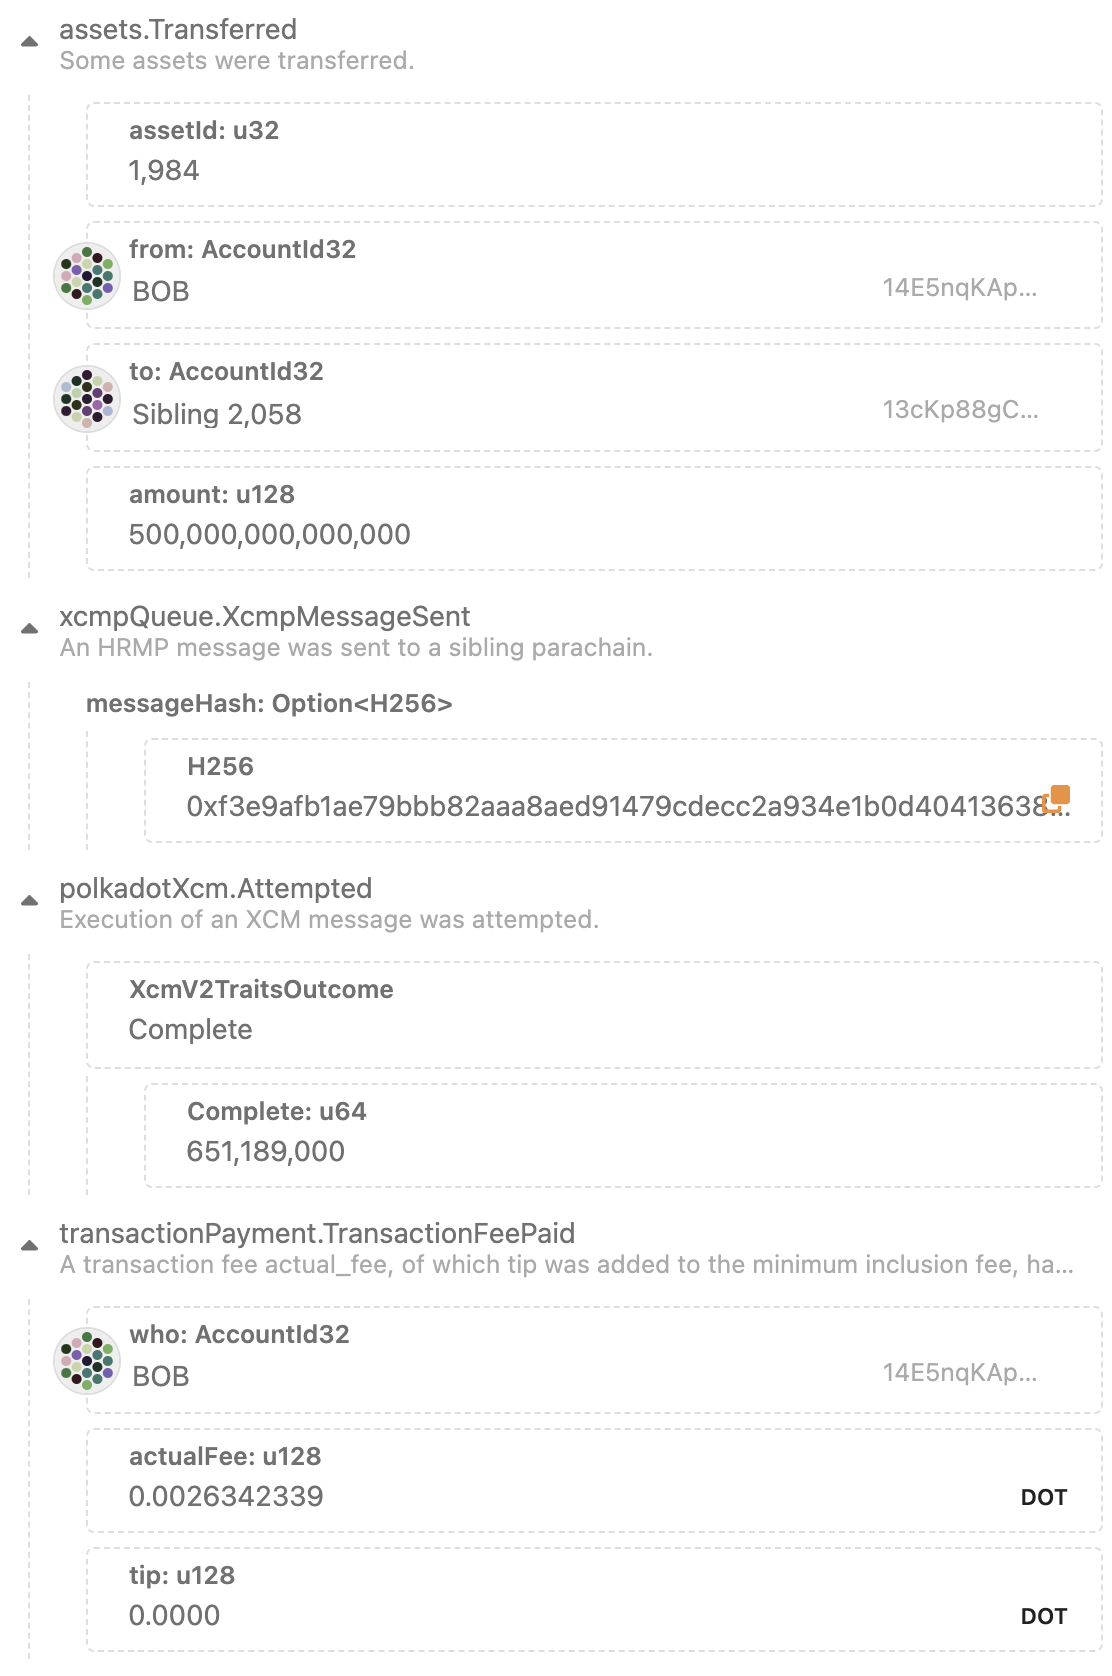 assets.Transferred
Some assets were transferred.
assetId: u32
1,984
from: AccountId32
BOB
14E5nqKAp...
to: AccountId32
Sibling 2,058
13cKp88gC...
amount: u128
500,000,000,000,000
xcmpQueue.XcmpMessageSent
An HRMP message was sent to a sibling parachain.
messageHash: Option<H256>
H256
0xf3e9afb1ae79bbb82aaa8aed91479cdecc2a934e1b0d40413638...
polkadotXcm.Attempted
Execution of an XCM message was attempted.
XcmV2TraitsOutcome
Complete
Complete: u64
651,189,000
transactionPayment.TransactionFeePaid
A transaction fee actual_fee, of which tip was added to the minimum inclusion fee, ha...
who: AccountId32
BOB
14E5nqKAp...
actualFee: u128
0.0026342339
DOT
tip: u128
0.0000
DOT